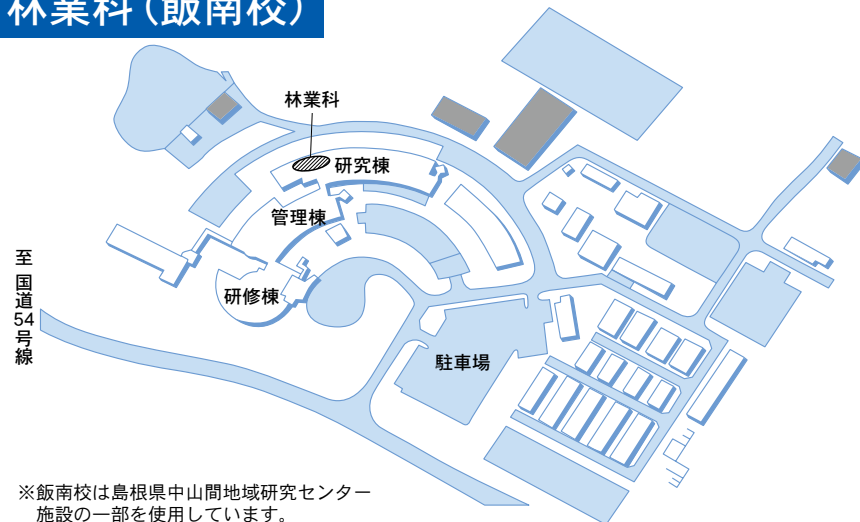 林業科（飯南校）
林業科
研究棟
管理棟
研修棟
至 国道54号線
駐車場
※飯南校は島根県中山間地域研究センター
施設の一部を使用しています。